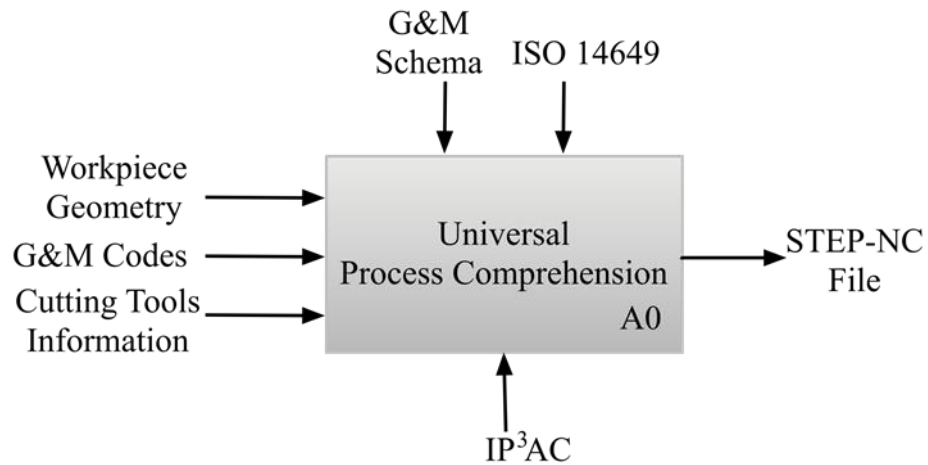 G&M
Schema
ISO 14649
Workpiece
Geometry
G&M Codes
Cutting Tools
Information
Universal
Process Comprehension
A0
STEP-NC
File
IP³AC